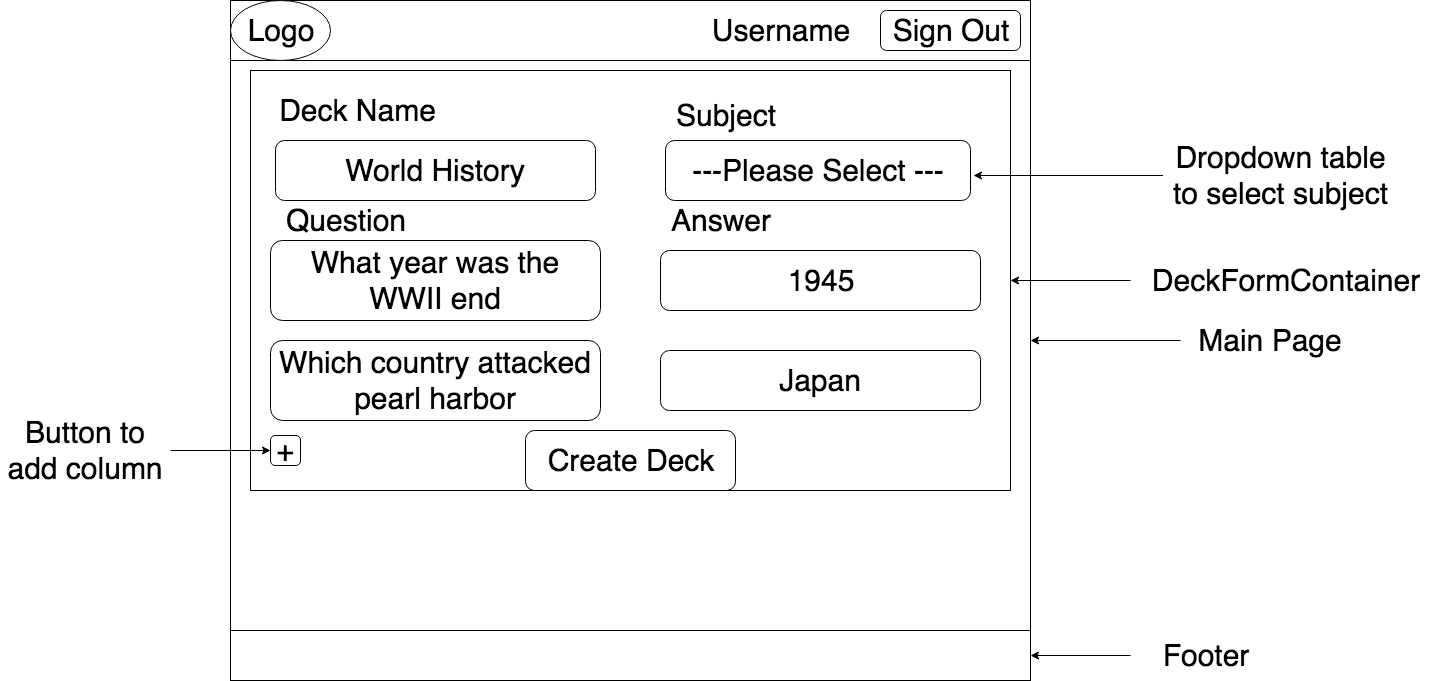 Logo
Username
Sign Out
Deck Name
Subject
World History
---Please Select ---
Dropdown table
to select subject
Question
Answer
What year was the
WWII end
1945
DeckFormContainer
Main Page
Which country attacked
pearl harbor
Japan
Button to
add column
+
Create Deck
Footer